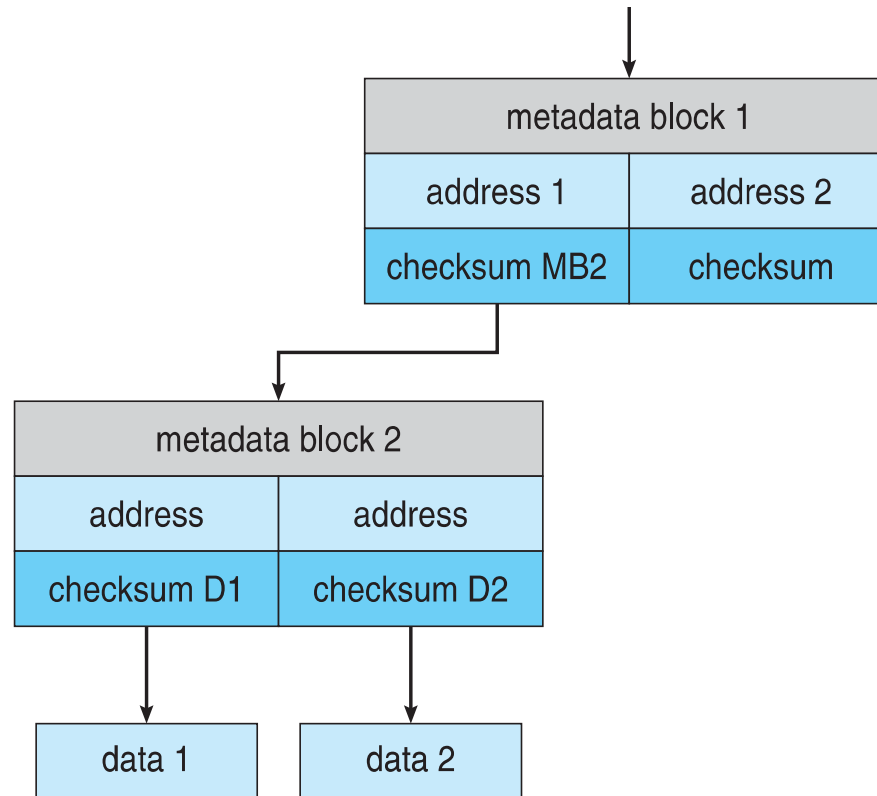 metadata block 1
address 1 address 2
checksum MB2 checksum
metadata block 2
address address
checksum D1 checksum D2
data 1 data 2